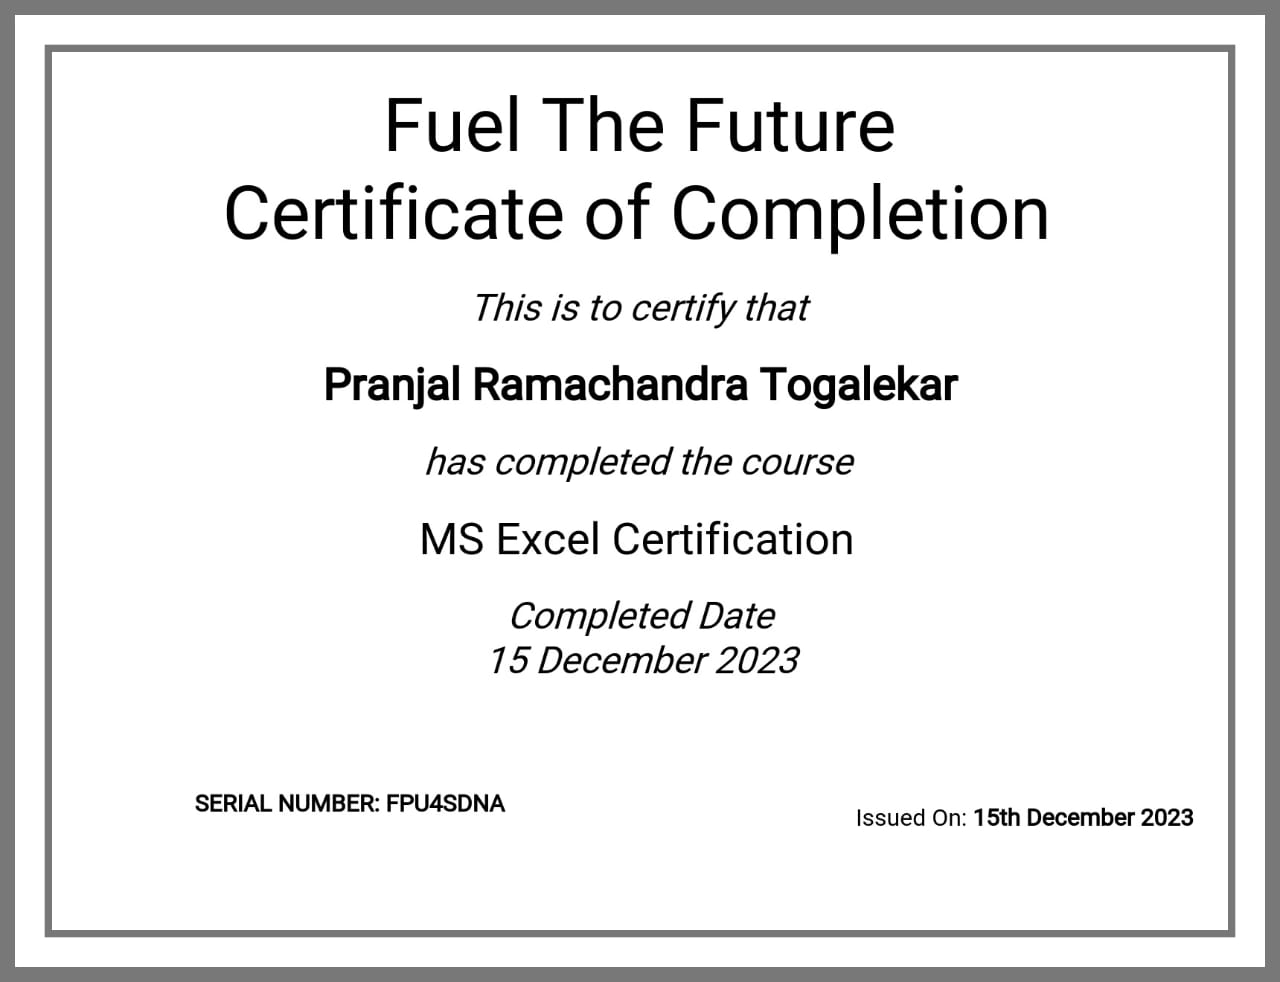 Fuel The Future
Certificate of Completion
This is to certify that
Pranjal Ramachandra Togalekar
has completed the course
MS Excel Certification
Completed Date
15 December 2023
SERIAL NUMBER: FPU4SDNA
Issued On: 15th December 2023